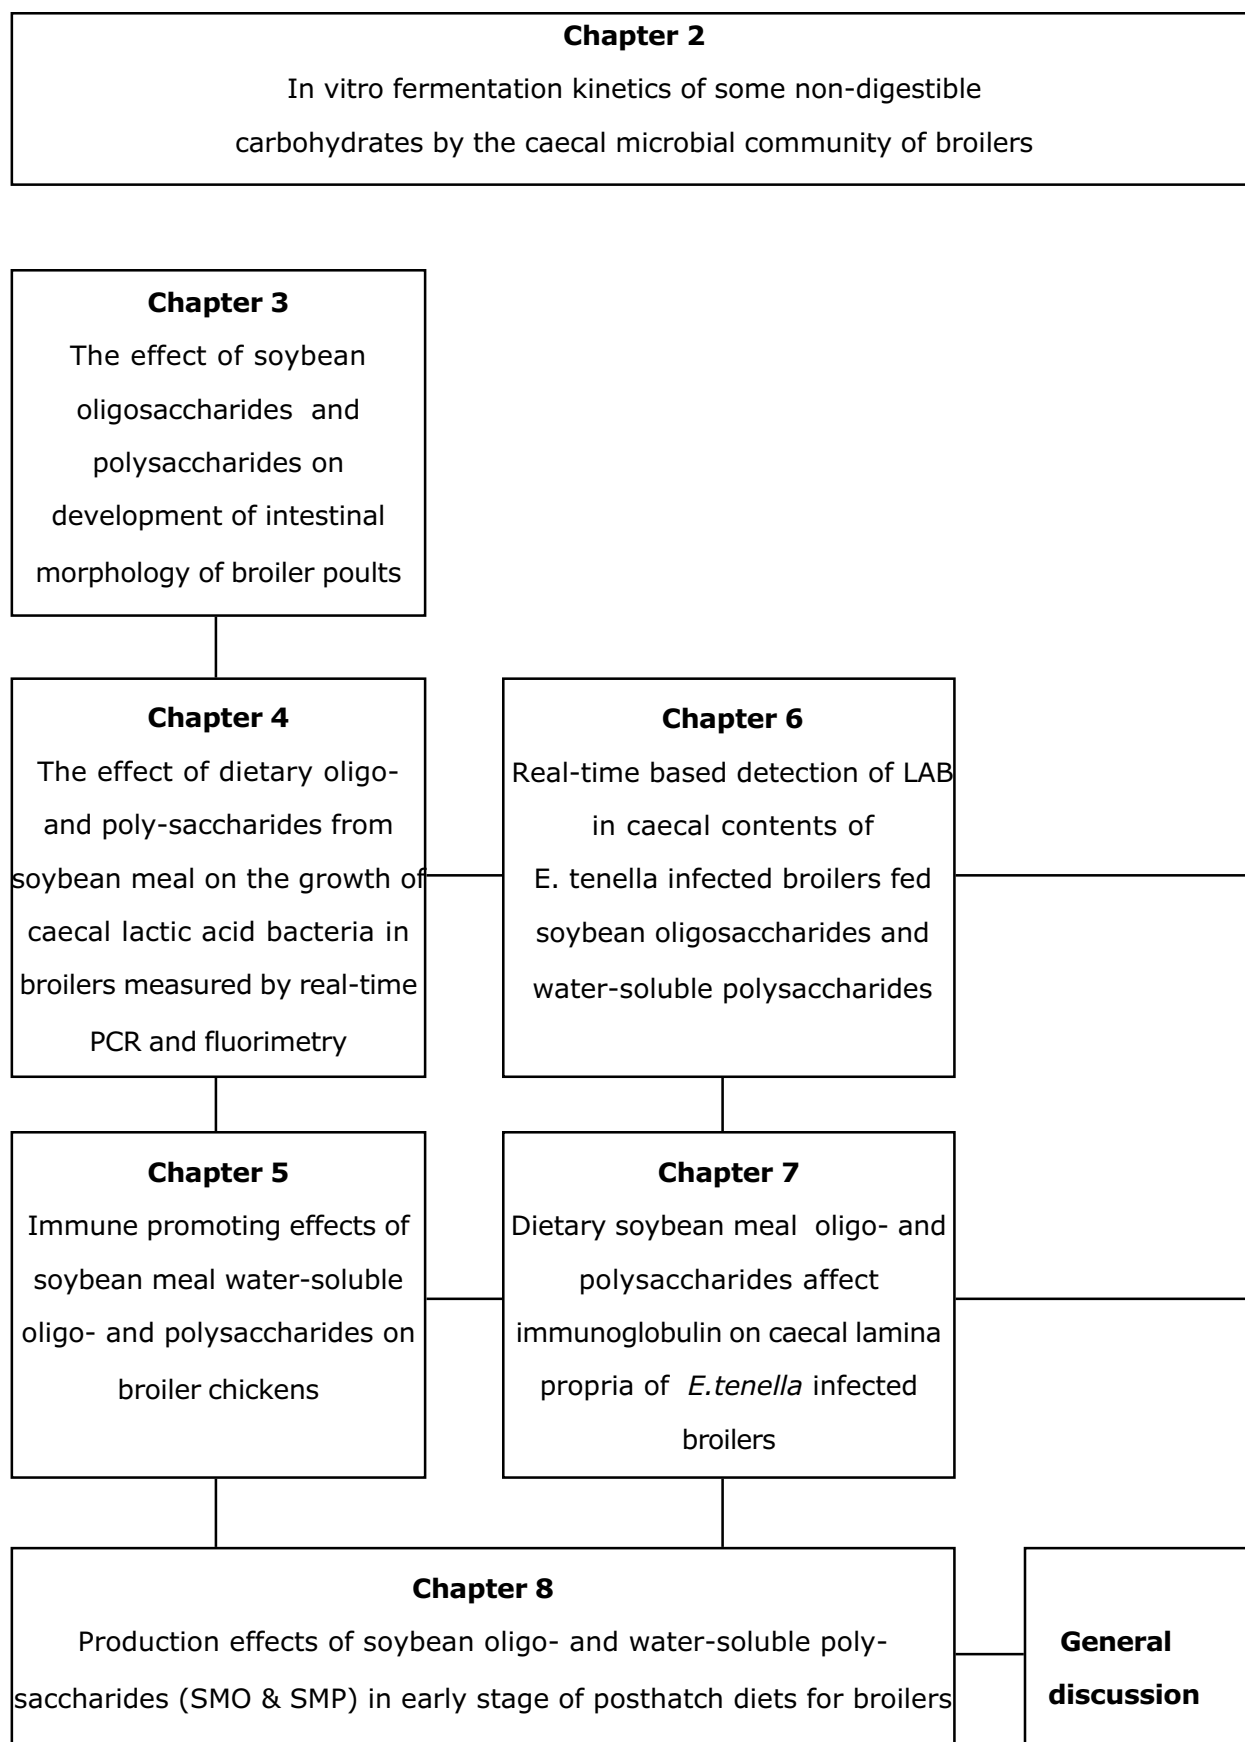 Chapter 2
In vitro fermentation kinetics of some non-digestible
carbohydrates by the caecal microbial community of broilers
Chapter 3
The effect of soybean
oligosaccharides and
polysaccharides on
development of intestinal
morphology of broiler poults
Chapter 4
The effect of dietary oligo-
and poly-saccharides from
soybean meal on the growth of
caecal lactic acid bacteria in
broilers measured by real-time
PCR and fluorimetry
Chapter 6
Real-time based detection of LAB
in caecal contents of
E. tenella infected broilers fed
soybean oligosaccharides and
water-soluble polysaccharides
Chapter 5
Immune promoting effects of
soybean meal water-soluble
oligo- and polysaccharides on
broiler chickens
Chapter 7
Dietary soybean meal oligo- and
polysaccharides affect
immunoglobulin on caecal lamina
propria of E.tenella infected
broilers
Chapter 8
Production effects of soybean oligo- and water-soluble poly-
saccharides (SMO & SMP) in early stage of posthatch diets for broilers
General
discussion